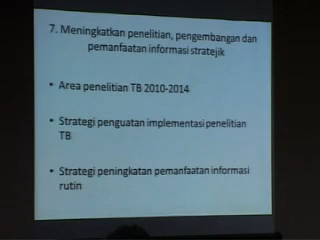 7. Meningkatkan penelitian, pengembangan dan
pemanfaatan informasi stratejik
• Area penelitian TB 2010-2014
• Strategi penguatan implementasi penelitian
TB
• Strategi peningkatan pemanfaatan informasi
rutin